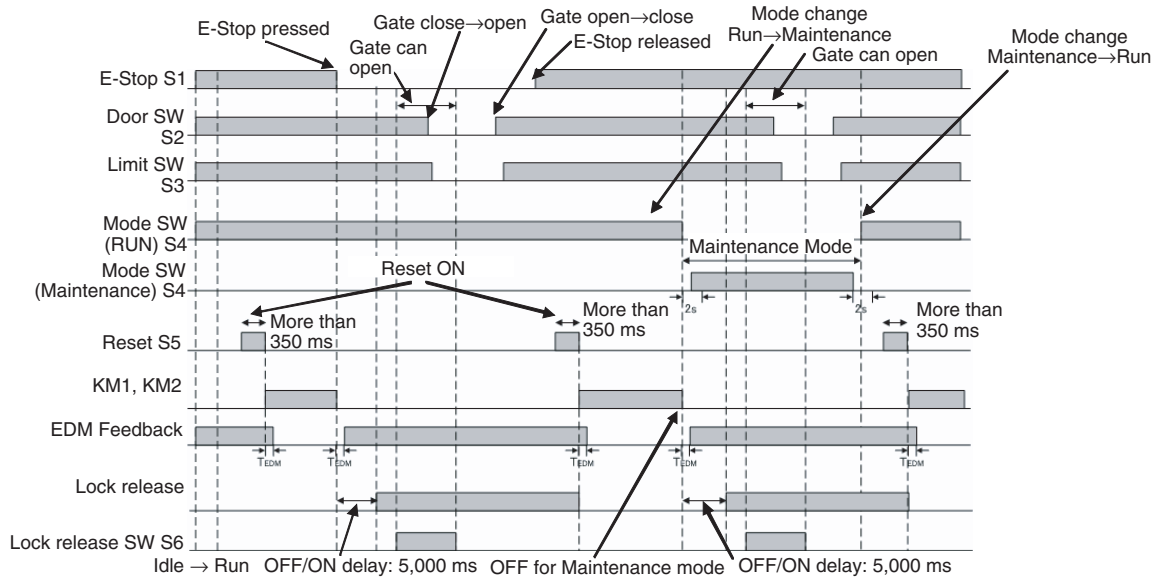 E-Stop pressed
Gate close→open
Gate can
open
Gate open→close
E-Stop released
Mode change
Run→Maintenance
Gate can open
Mode change
Maintenance→Run
E-Stop S1
Door SW
S2
Limit SW
S3
Mode SW
(RUN) S4
Maintenance Mode
Mode SW
(Maintenance) S4
Reset ON
2s
2s
More than
350 ms
More than
350 ms
More than
350 ms
Reset S5
KM1, KM2
EDM Feedback
TEDM
TEDM
TEDM
TEDM
TEDM
Lock release
Lock release SW S6
Idle → Run
OFF/ON delay: 5,000 ms
OFF for Maintenance mode
OFF/ON delay: 5,000 ms